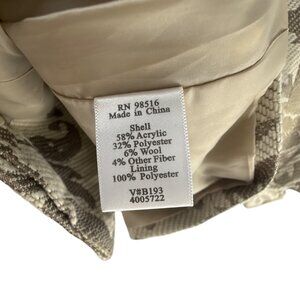 RN 98516
Made in China
Shell
58% Acrylic
32% Polyester
6% Wool
4% Other Fiber
Lining
100% Polyester
V#B193
4005722